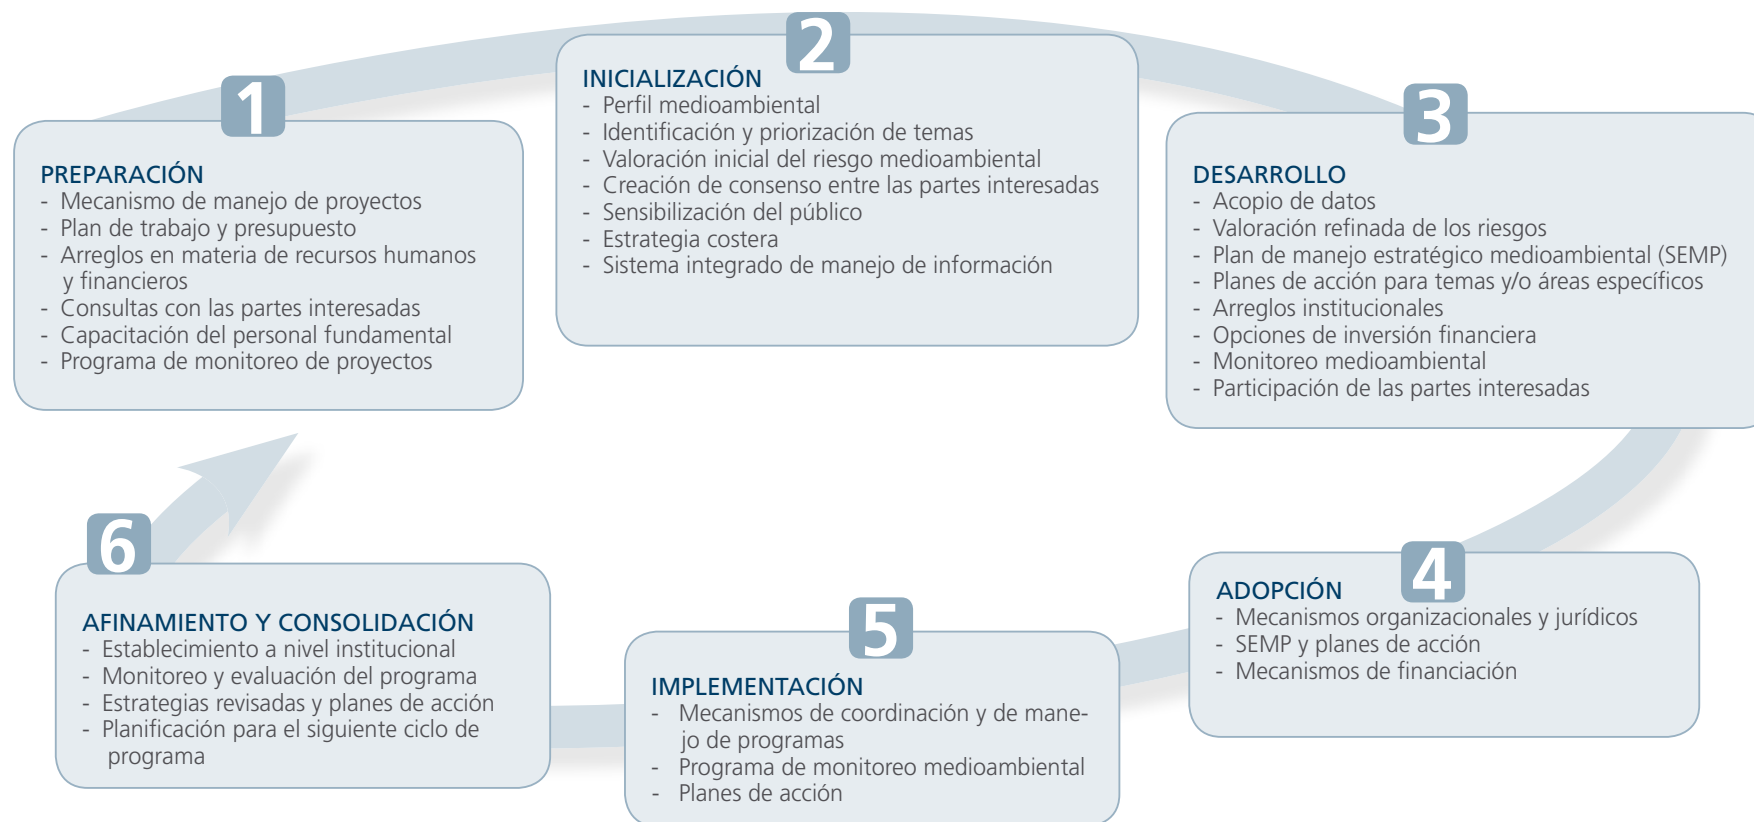 1
PREPARACIÓN
- Mecanismo de manejo de proyectos
- Plan de trabajo y presupuesto
- Arreglos en materia de recursos humanos
y financieros
- Consultas con las partes interesadas
- Capacitación del personal fundamental
- Programa de monitoreo de proyectos
2
INICIALIZACIÓN
- Perfil medioambiental
- Identificación y priorización de temas
- Valoración inicial del riesgo medioambiental
- Creación de consenso entre las partes interesadas
- Sensibilización del público
- Estrategia costera
- Sistema integrado de manejo de información
3
DESARROLLO
- Acopio de datos
- Valoración refinada de los riesgos
- Plan de manejo estratégico medioambiental (SEMP)
- Planes de acción para temas y/o áreas específicos
- Arreglos institucionales
- Opciones de inversión financiera
- Monitoreo medioambiental
- Participación de las partes interesadas
4
ADOPCIÓN
- Mecanismos organizacionales y jurídicos
- SEMP y planes de acción
- Mecanismos de financiación
5
IMPLEMENTACIÓN
- Mecanismos de coordinación y de mane-
jo de programas
- Programa de monitoreo medioambiental
- Planes de acción
6
AFINAMIENTO Y CONSOLIDACIÓN
- Establecimiento a nivel institucional
- Monitoreo y evaluación del programa
- Estrategias revisadas y planes de acción
- Planificación para el siguiente ciclo de
programa